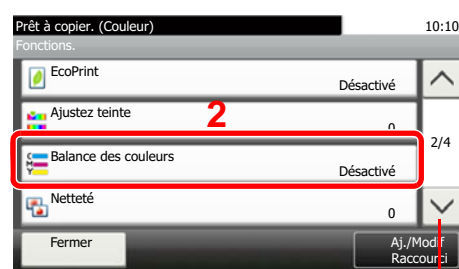 Prêt à copier. (Couleur) 10:10
Fonctions.
EcoPrint
Désactivé
Ajustez teinte
2
0
2/4
Balance des couleurs
CMY
Désactivé
Netteté
0
Fermer
Aj./Modif
Raccourci